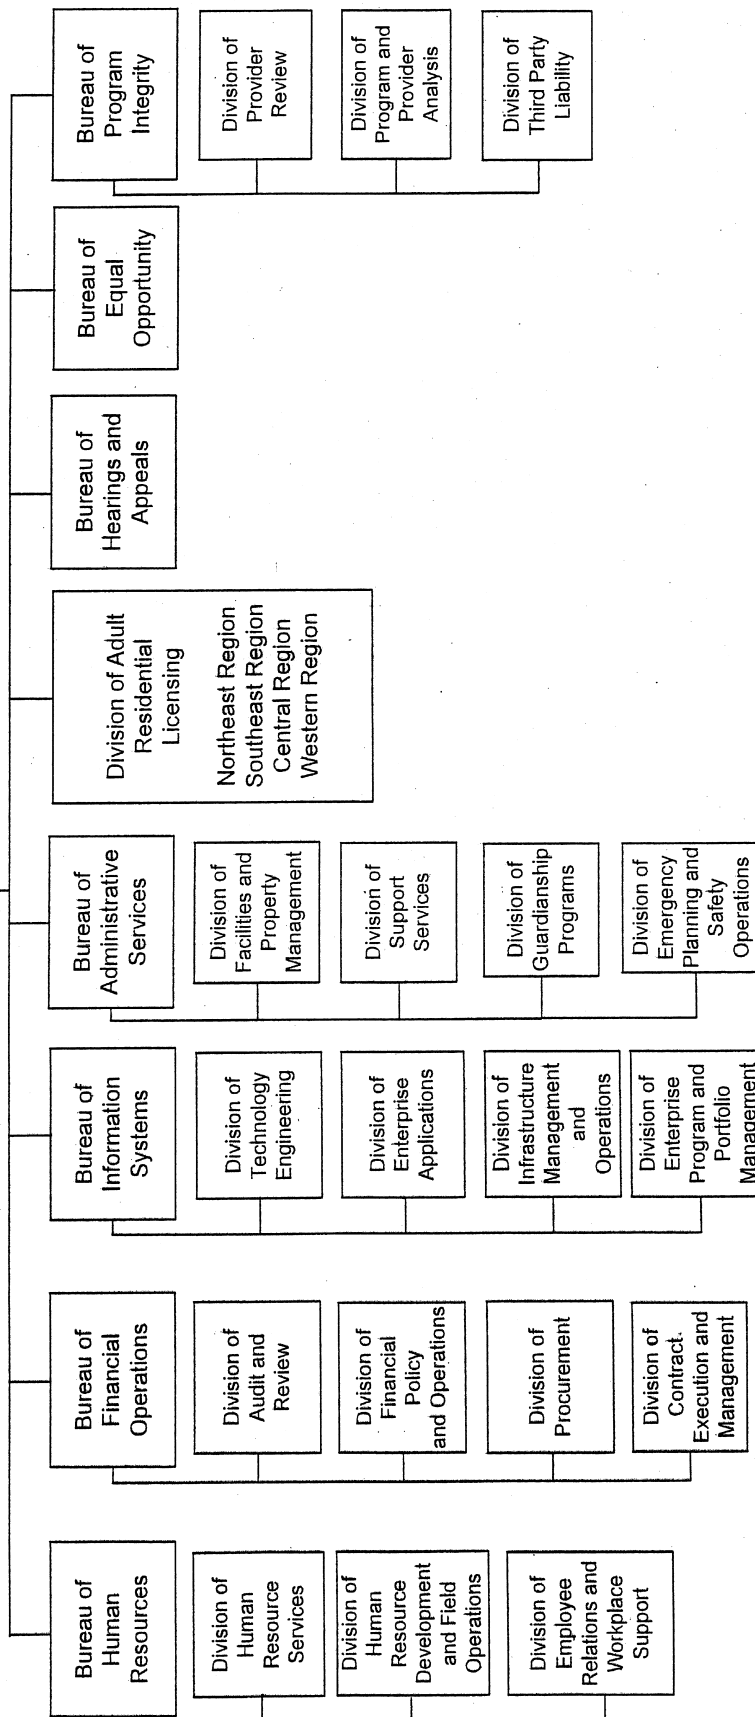 Bureau of
Human
Resources
Division of
Human
Resource
Services
Division of
Human
Resource
Development
and Field
Operations
Division of
Employee
Relations and
Workplace
Support
Bureau of
Financial
Operations
Division of
Audit and
Review
Division of
Financial
Policy
and Operations
Division of
Procurement
Division of
Contract
Execution and
Management
Bureau of
Information
Systems
Division of
Technology
Engineering
Division of
Enterprise
Applications
Division of
Infrastructure
Management
and
Operations
Division of
Enterprise
Program and
Portfolio
Management
Bureau of
Administrative
Services
Division of
Facilities and
Property
Management
Division of
Support
Services
Division of
Guardianship
Programs
Division of
Emergency
Planning and
Safety
Operations
Division of Adult
Residential
Licensing
Northeast Region
Southeast Region
Central Region
Western Region
Bureau of
Hearings and
Appeals
Bureau of
Equal
Opportunity
Bureau of
Program
Integrity
Division of
Provider
Review
Division of
Program and
Provider
Analysis
Division of
Third Party
Liability